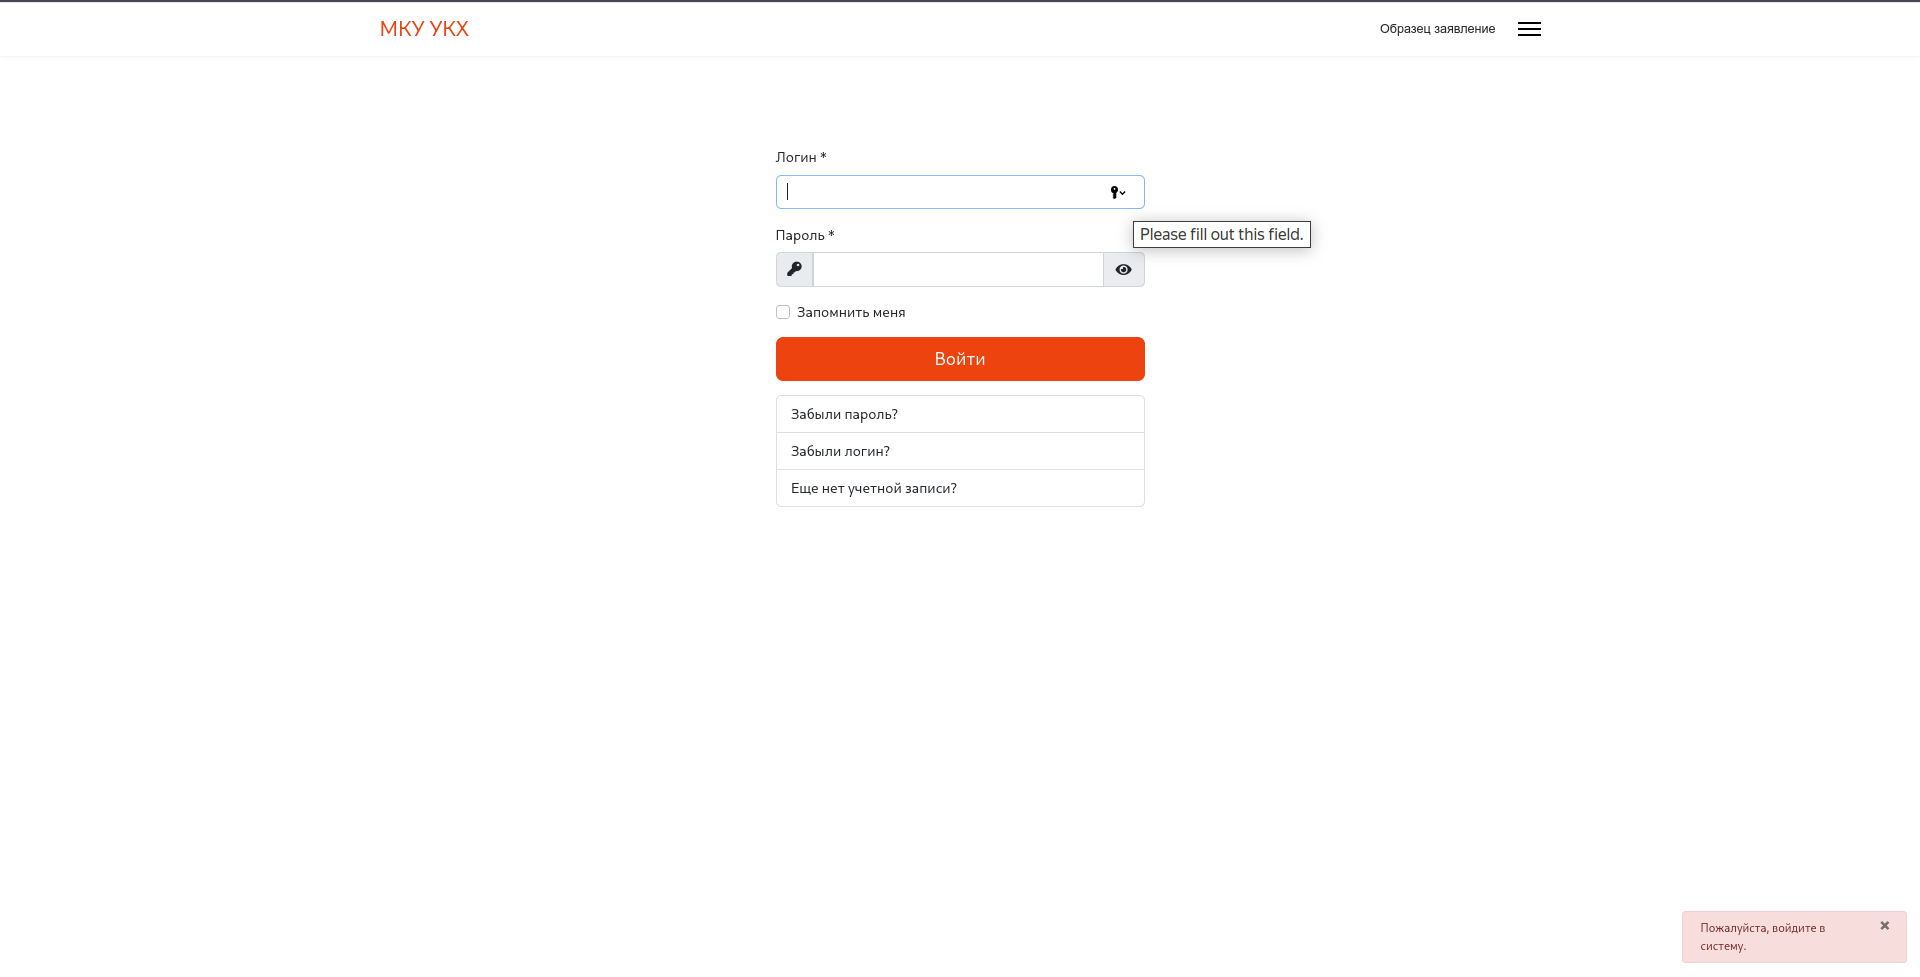 МКУ УКХ
Образец заявление
Логин *
Please fill out this field.
Пароль *
Запомнить меня
Войти
Забыли пароль?
Забыли логин?
Еще нет учетной записи?
Пожалуйста, войдите в
систему.